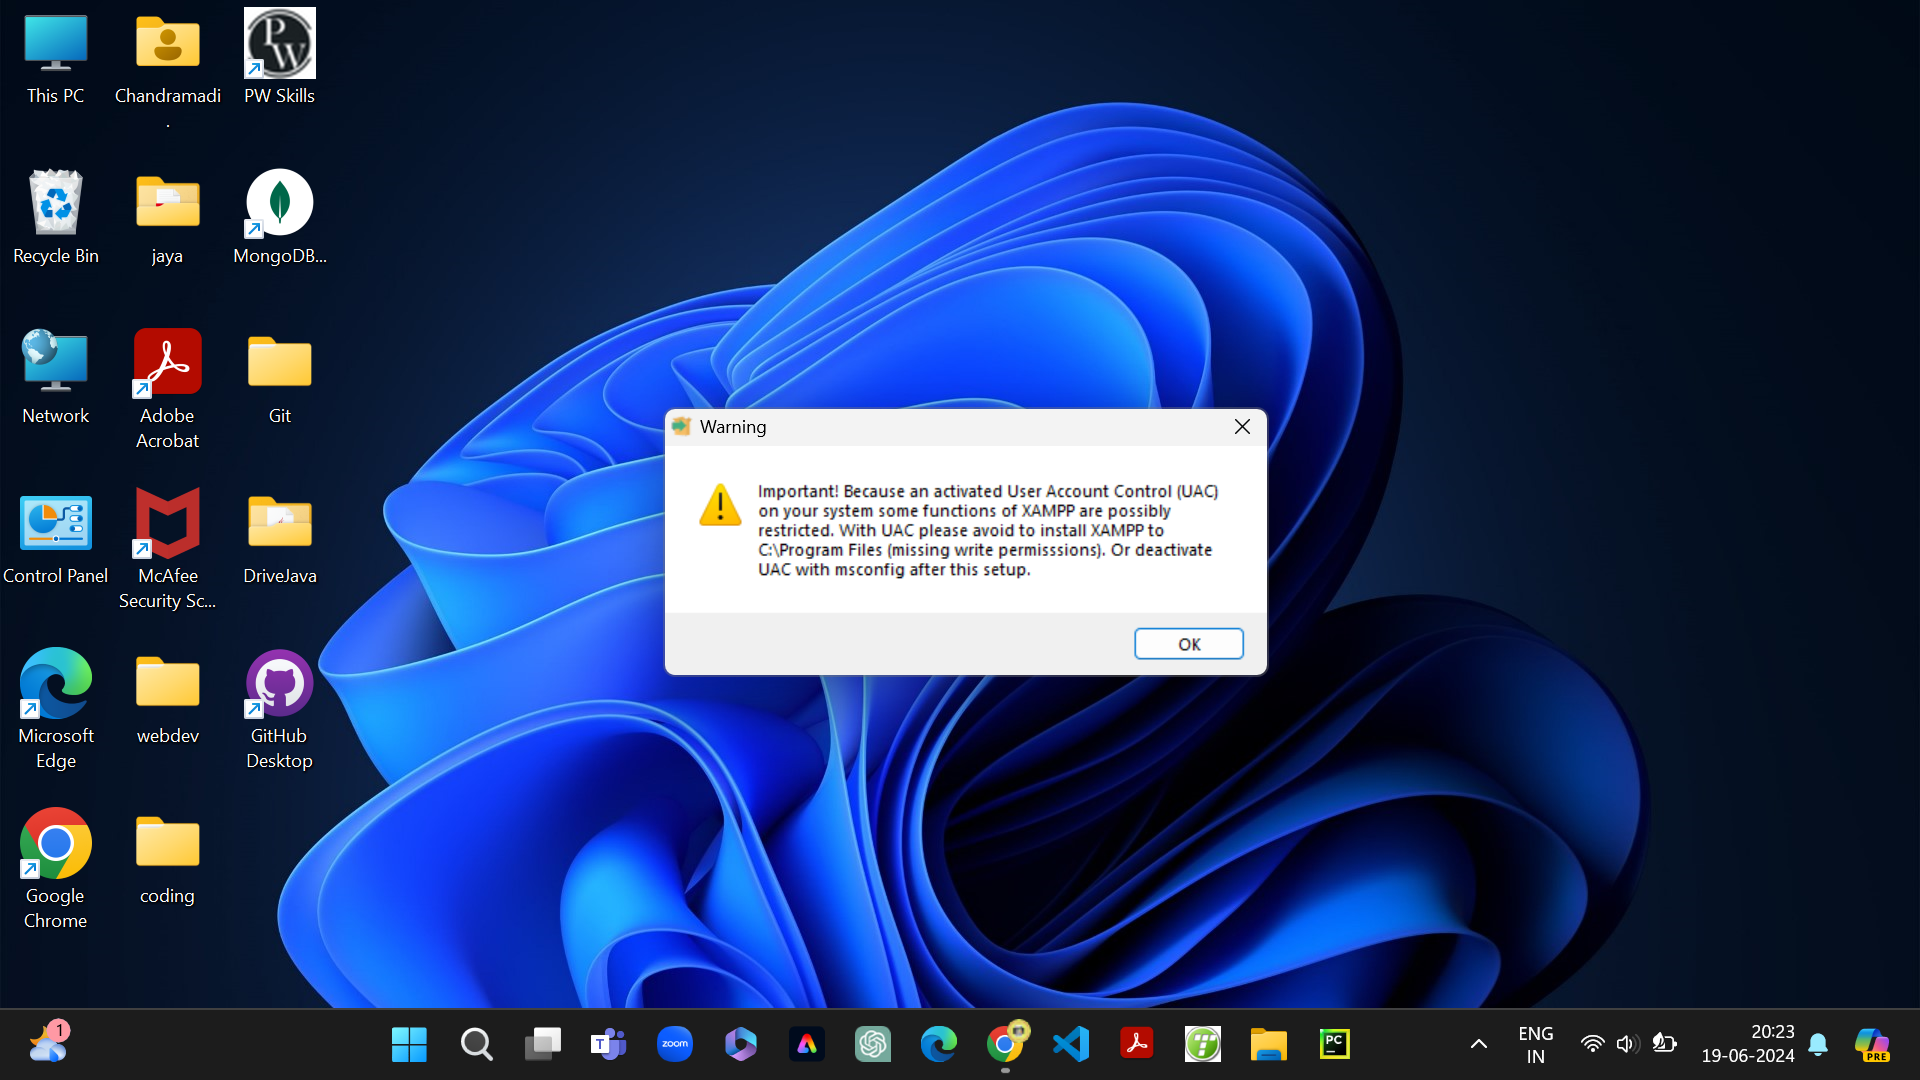 This PC
Chandramadi
.
PW Skills
Recycle Bin
jaya
MongoDB...
Network
Adobe
Acrobat
Git
Control Panel
McAfee
Security Sc...
DriveJava
Microsoft
Edge
webdev
GitHub
Desktop
Google
Chrome
coding
PW
Warning
Important! Because an activated User Account Control (UAC)
on your system some functions of XAMPP are possibly
restricted. With UAC please avoid to install XAMPP to
C:\Program Files (missing write permisssions). Or deactivate
UAC with msconfig after this setup.
OK
1
T
zoom
PC
ENG
IN
20:23
19-06-2024
PRE